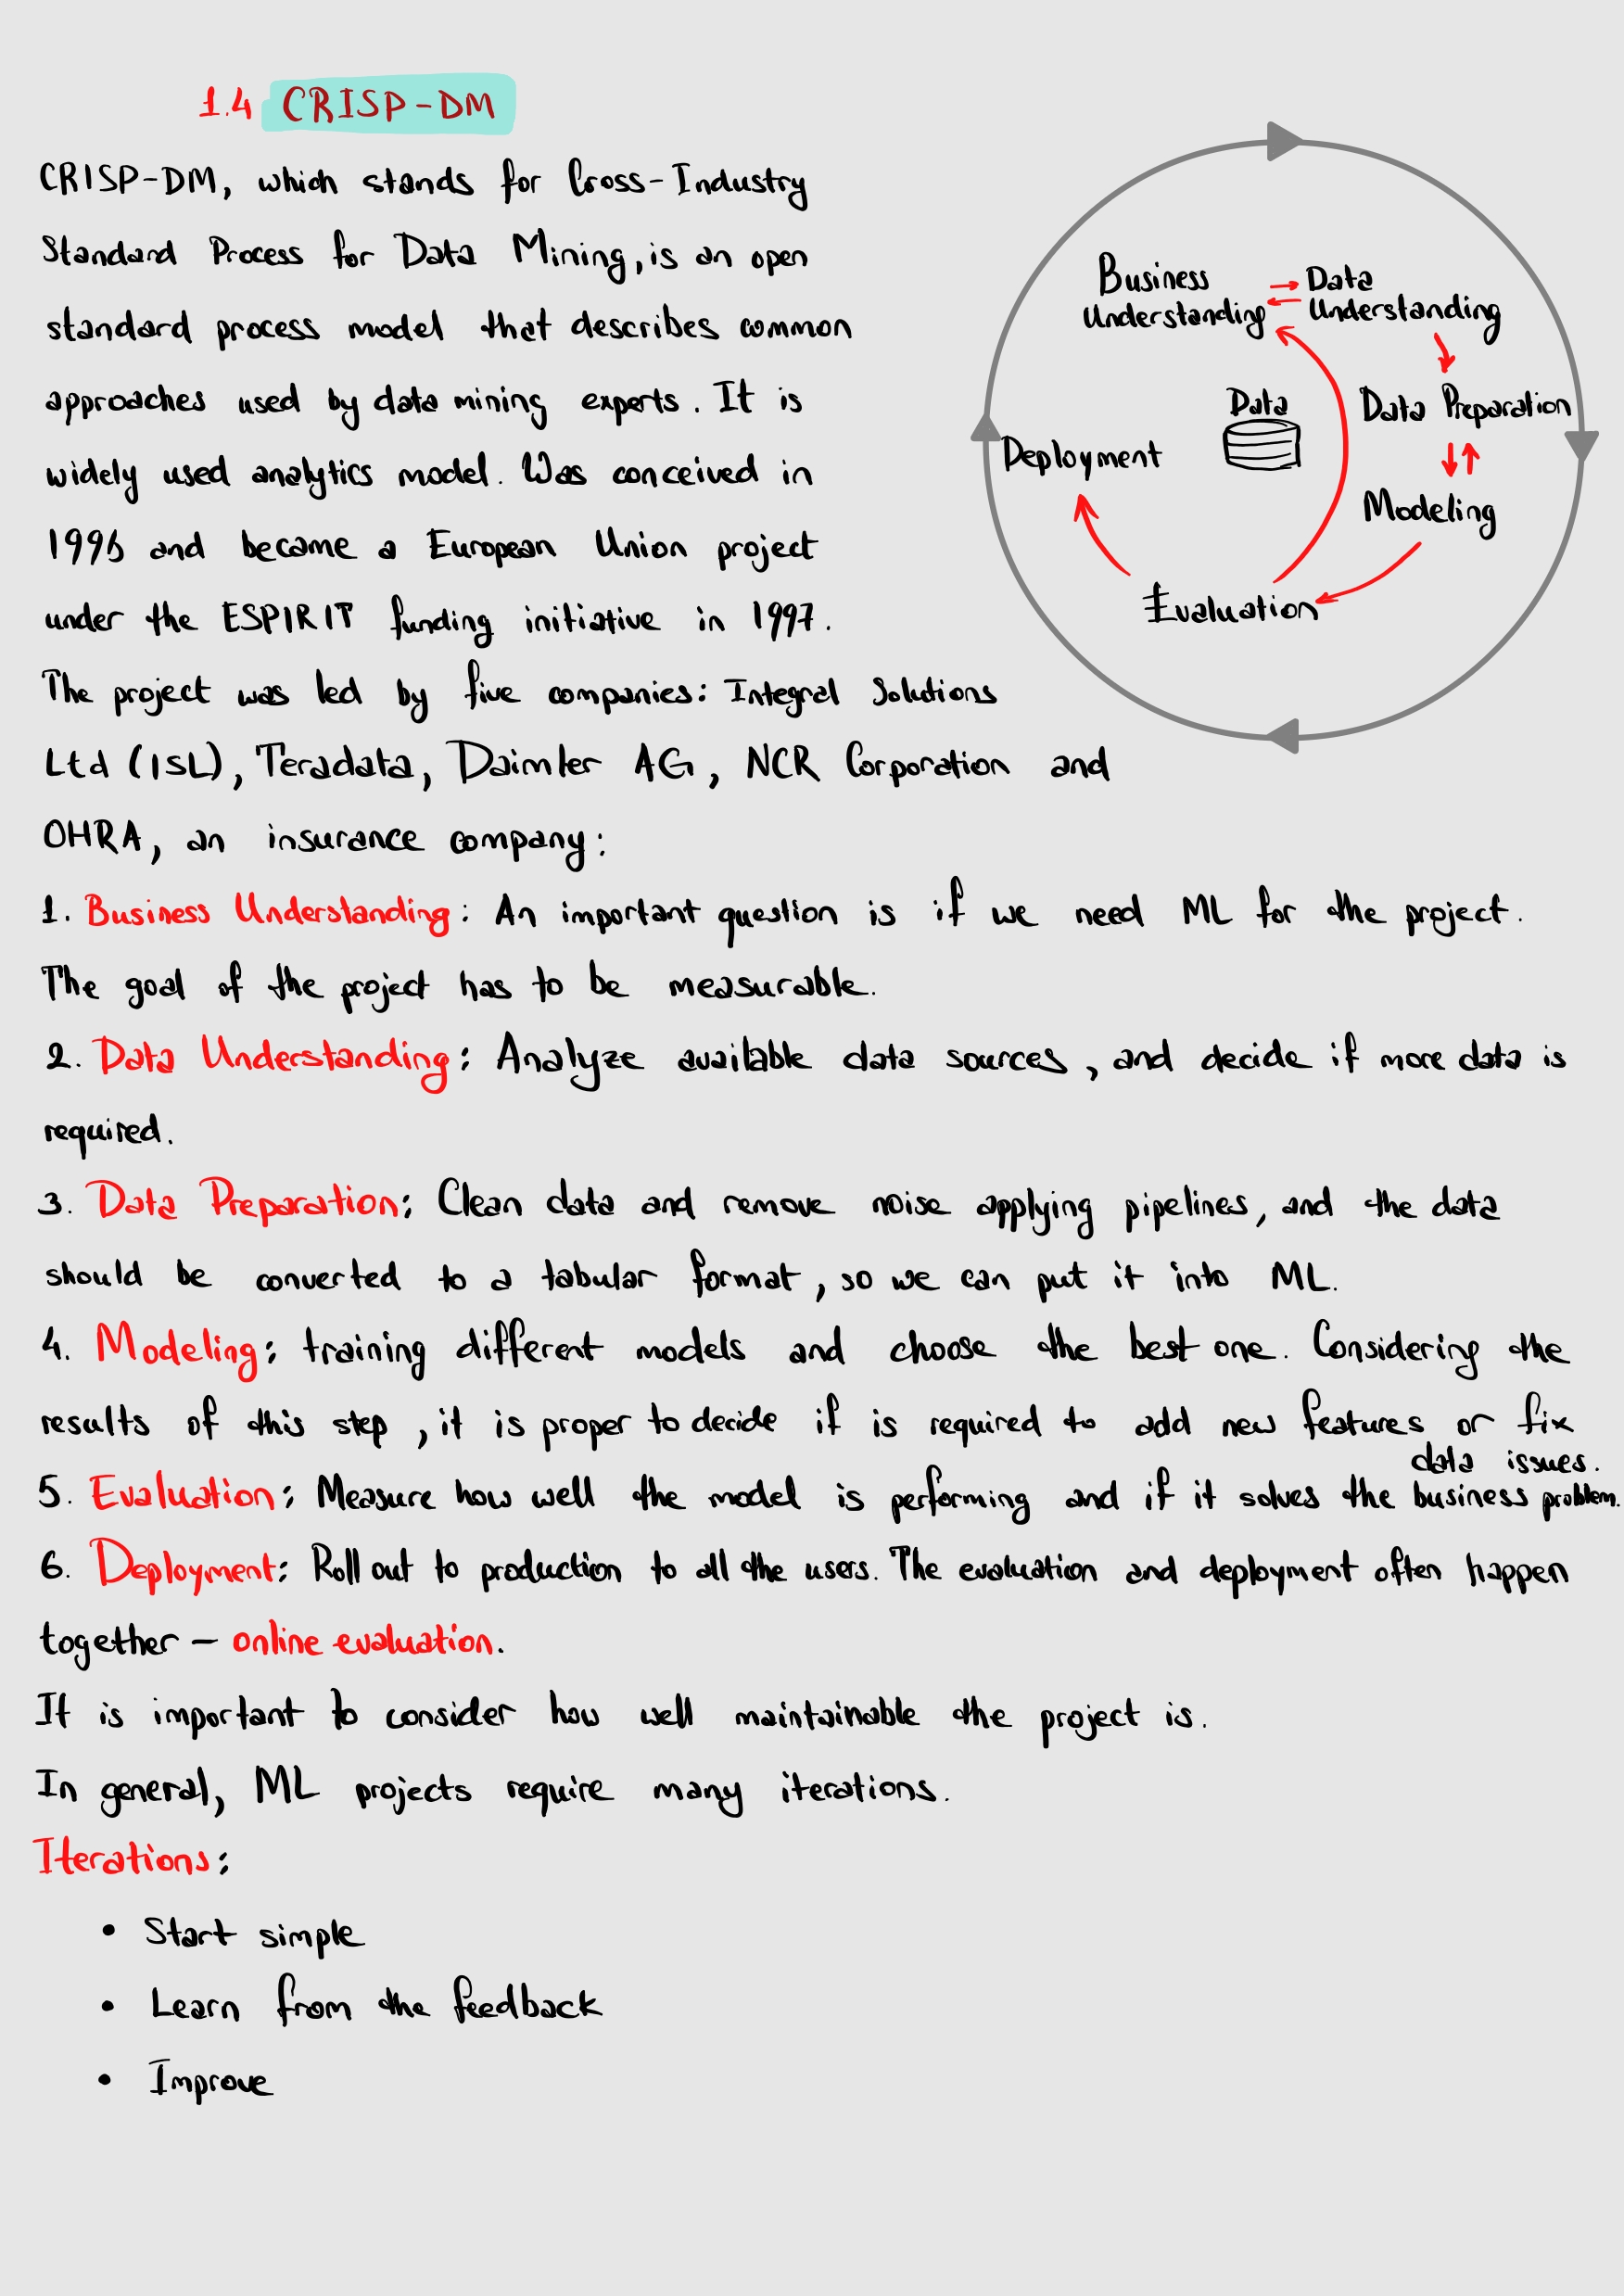 1.4 CRISP-DM
CRISP-DM, which stands for Cross-Industry
Standard Process for Data Mining, is an open
standard process model that describes common
approaches used by data mining experts. It is
widely used analytics model. Was conceived in
1996 and became a European Union project
under the ESPIRIT funding initiative in 1997.
The project was led by five companies: Integral Solutions
Ltd (ISL), Teradata, Daimler AG, NCR Corporation and
OHRA, an insurance company:
Business
Understanding
Data
Understanding
Data
Data Preparation
Deployment
Modeling
Evaluation
1. Business Understanding: An important question is if we need ML for the project.
The goal of the project has to be measurable.
2. Data Understanding: Analyze available data sources, and decide if more data is
required.
3. Data Preparation: Clean data and remove noise applying pipelines, and the data
should be converted to a tabular format, so we can put it into ML.
4. Modeling: training different models and choose the best one. Considering the
results of this step, it is proper to decide if is required to add new features or fix
data issues.
5. Evaluation: Measure how well the model is performing and if it solves the business problem.
6. Deployment: Roll out to production to all the users. The evaluation and deployment often happen
together – online evaluation.
It is important to consider how well maintainable the project is.
In general, ML projects require many iterations.
Iterations:
• Start simple
• Learn from the feedback
• Improve